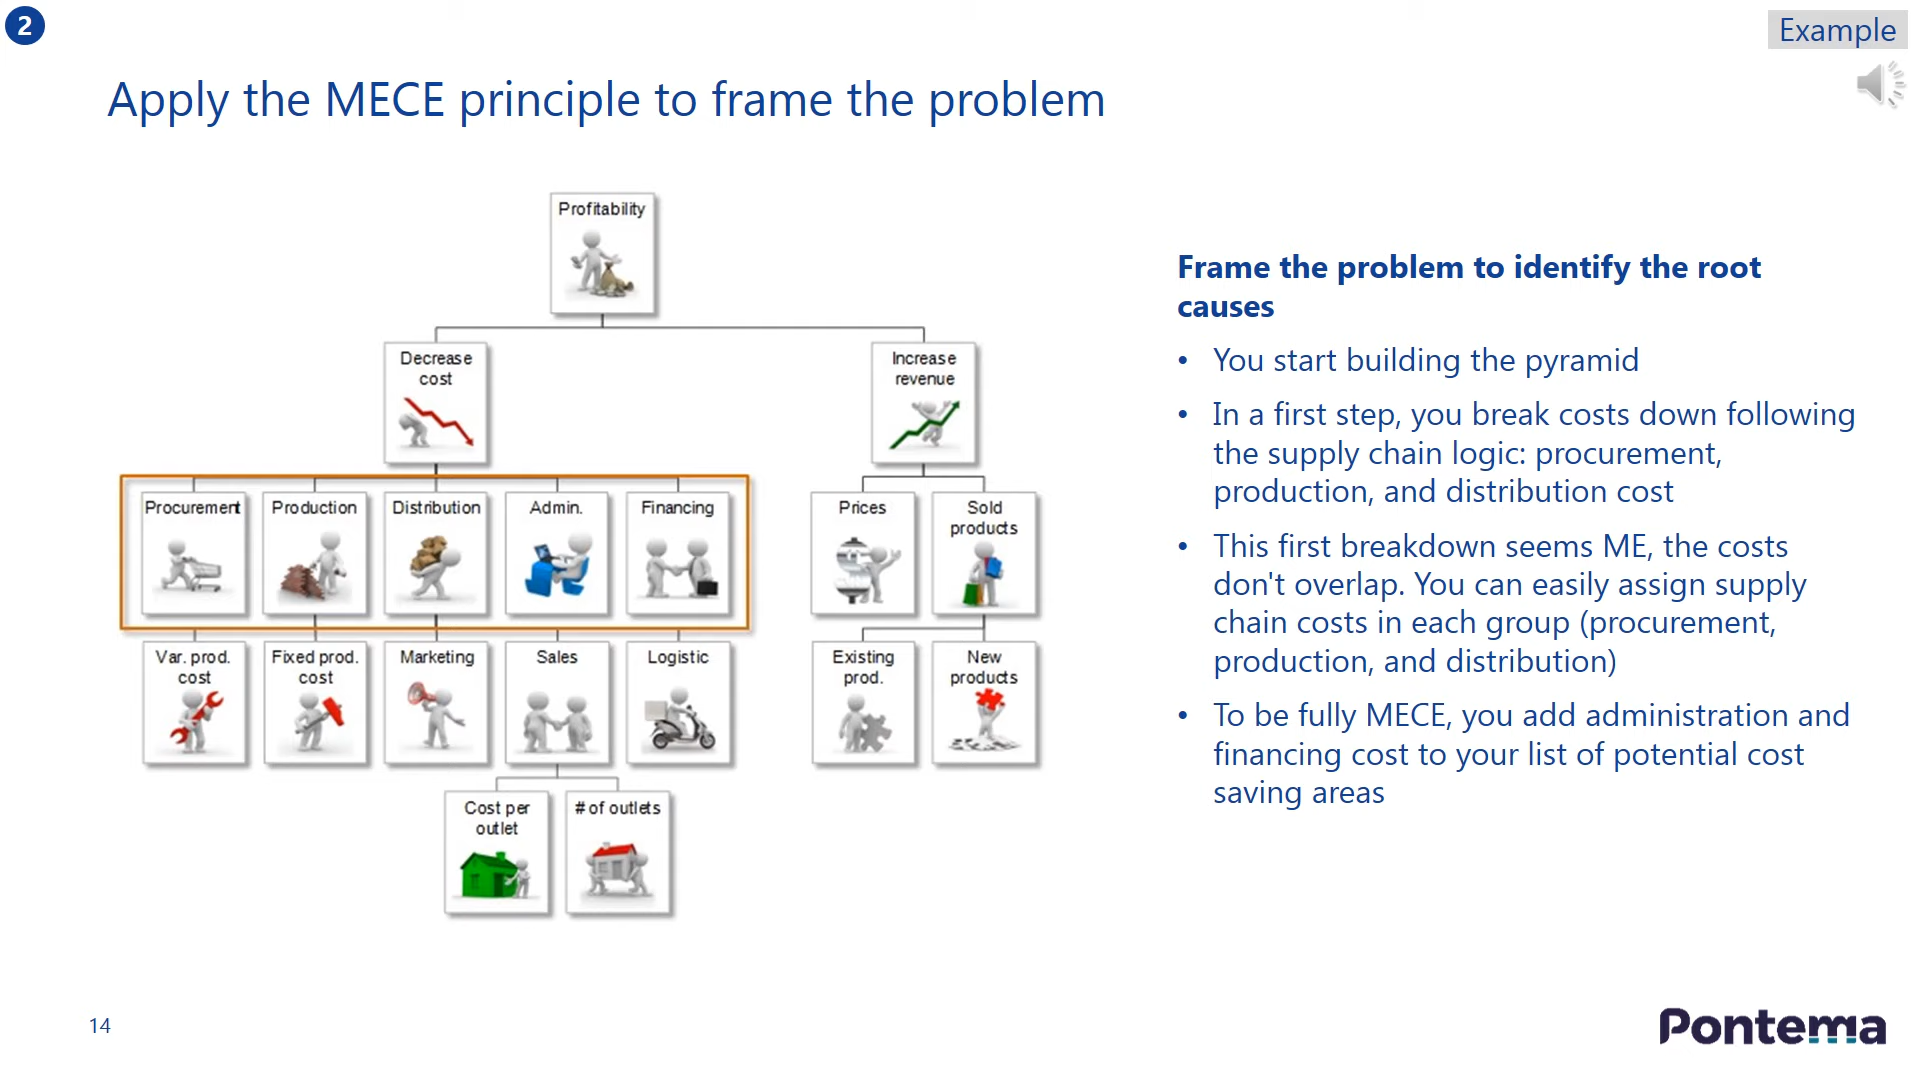 2
Example
Apply the MECE principle to frame the problem
Profitability
Decrease
cost
Increase
revenue
Procurement
Production
Distribution
Admin.
Financing
Prices
Sold
products
Var. prod.
cost
Fixed prod.
cost
Marketing
Sales
Logistic
Existing
prod.
New
products
Cost per
outlet
# of outlets
Frame the problem to identify the root
causes
• You start building the pyramid
• In a first step, you break costs down following
the supply chain logic: procurement,
production, and distribution cost
• This first breakdown seems ME, the costs
don't overlap. You can easily assign supply
chain costs in each group (procurement,
production, and distribution)
• To be fully MECE, you add administration and
financing cost to your list of potential cost
saving areas
14
Pontema